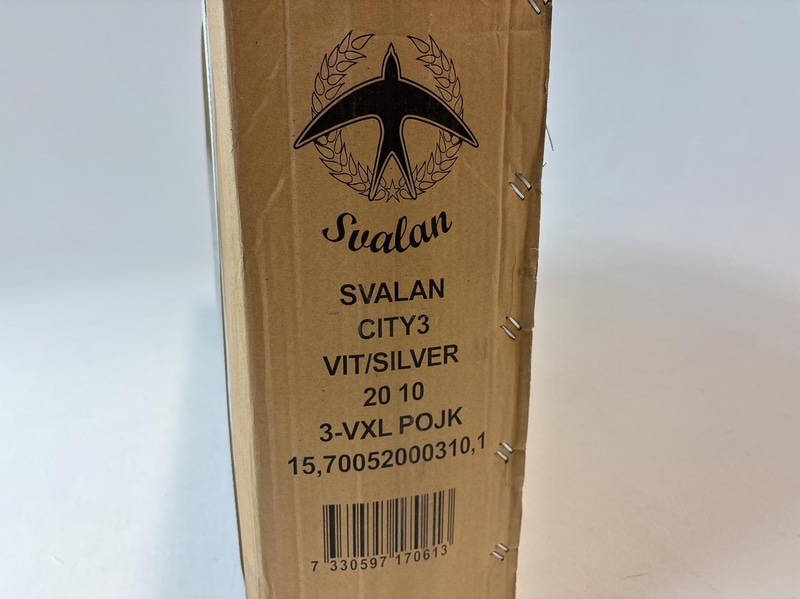 Svalan
SVALAN
CITY3
VIT/SILVER
20 10
3-VXL POJK
15,70052000310,1
7 330597 170613